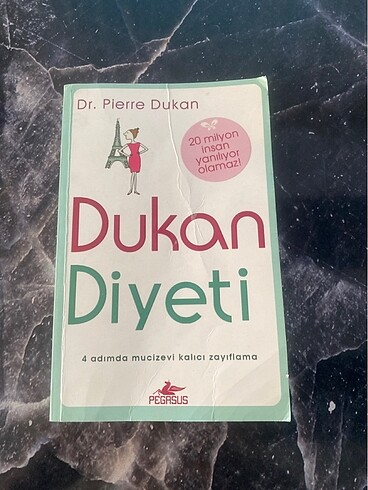 Dr. Pierre Dukan
20 milyon
insan
yanılıyor
olamaz!
Dukan
Diyeti
4 adımda mucizevi kalıcı zayıflama
PEGASUS